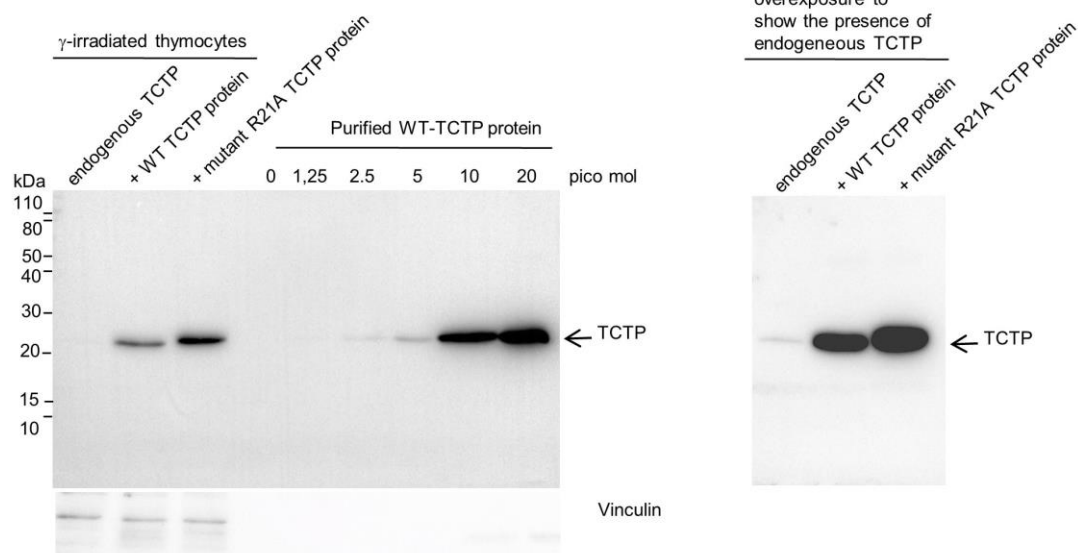 γ-irradiated thymocytes
endogenous TCTP
+ WT TCTP protein
+ mutant R21A TCTP protein
Purified WT-TCTP protein
kDa
0 1,25 2.5 5 10 20 pico mol
110
80
50
40
30
20
15
10
TCTP
Vinculin
overexposure to
show the presence of
endogeneous TCTP
endogenous TCTP
+ WT TCTP protein
+ mutant R21A TCTP protein
TCTP